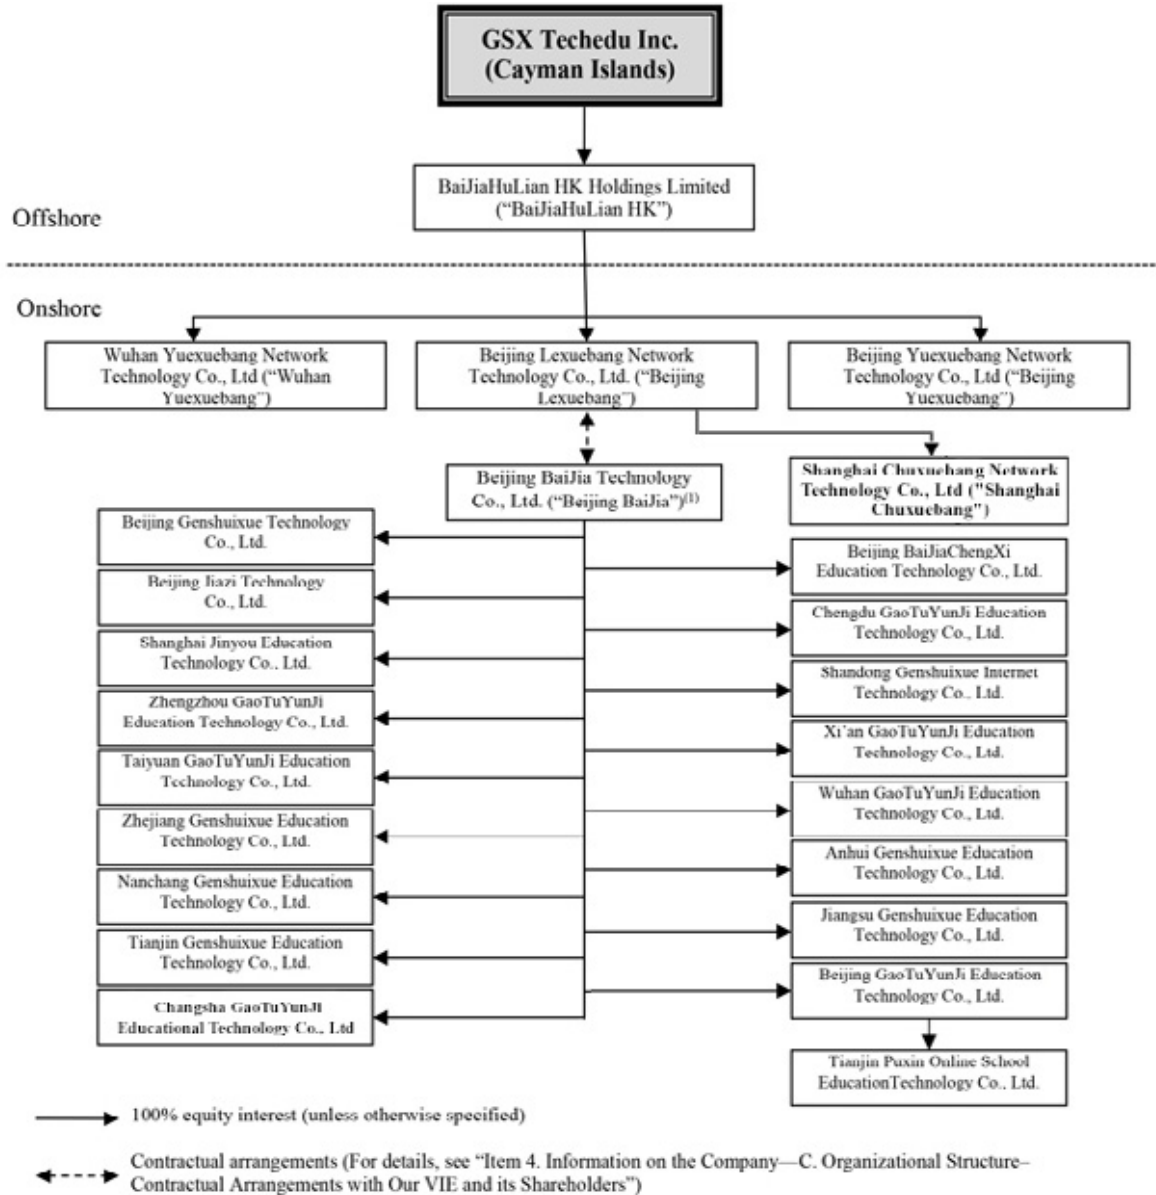 GSX Techedu Inc.
(Cayman Islands)
BaiJiaHuLian HK Holdings Limited
(“BaiJiaHuLian HK”)
Offshore
Onshore
Wuhan Yuexuebang Network
Technology Co., Ltd (“Wuhan
Yuexuebang”)
Beijing Lexuebang Network
Technology Co., Ltd. (“Beijing
Lexuebang”)
Beijing Yuexuebang Network
Technology Co., Ltd (“Beijing
Yuexuebang”)
Beijing BaiJia Technology
Co., Ltd. (“Beijing BaiJia”)(1)
Shanghai Chuxuebang Network
Technology Co., Ltd ("Shanghai
Chuxuebang")
Beijing Genshuixue Technology
Co., Ltd.
Beijing Jiazi Technology
Co., Ltd.
Shanghai Jinyou Education
Technology Co., Ltd.
Zhengzhou GaoTuYunJi
Education Technology Co., Ltd.
Taiyuan GaoTuYunJi Education
Technology Co., Ltd.
Zhejiang Genshuixue Education
Technology Co., Ltd.
Nanchang Genshuixue Education
Technology Co., Ltd.
Tianjin Genshuixue Education
Technology Co., Ltd.
Changsha GaoTuYunJi
Educational Technology Co., Ltd
Beijing BaiJiaChengXi
Education Technology Co., Ltd.
Chengdu GaoTuYunJi Education
Technology Co., Ltd.
Shandong Genshuixue Internet
Technology Co., Ltd.
Xi’an GaoTuYunJi Education
Technology Co., Ltd.
Wuhan GaoTuYunJi Education
Technology Co., Ltd.
Anhui Genshuixue Education
Technology Co., Ltd.
Jiangsu Genshuixue Education
Technology Co., Ltd.
Beijing GaoTuYunJi Education
Technology Co., Ltd.
Tianjin Puxin Online School
EducationTechnology Co., Ltd.
100% equity interest (unless otherwise specified)
Contractual arrangements (For details, see “Item 4. Information on the Company—C. Organizational Structure–
Contractual Arrangements with Our VIE and its Shareholders”)